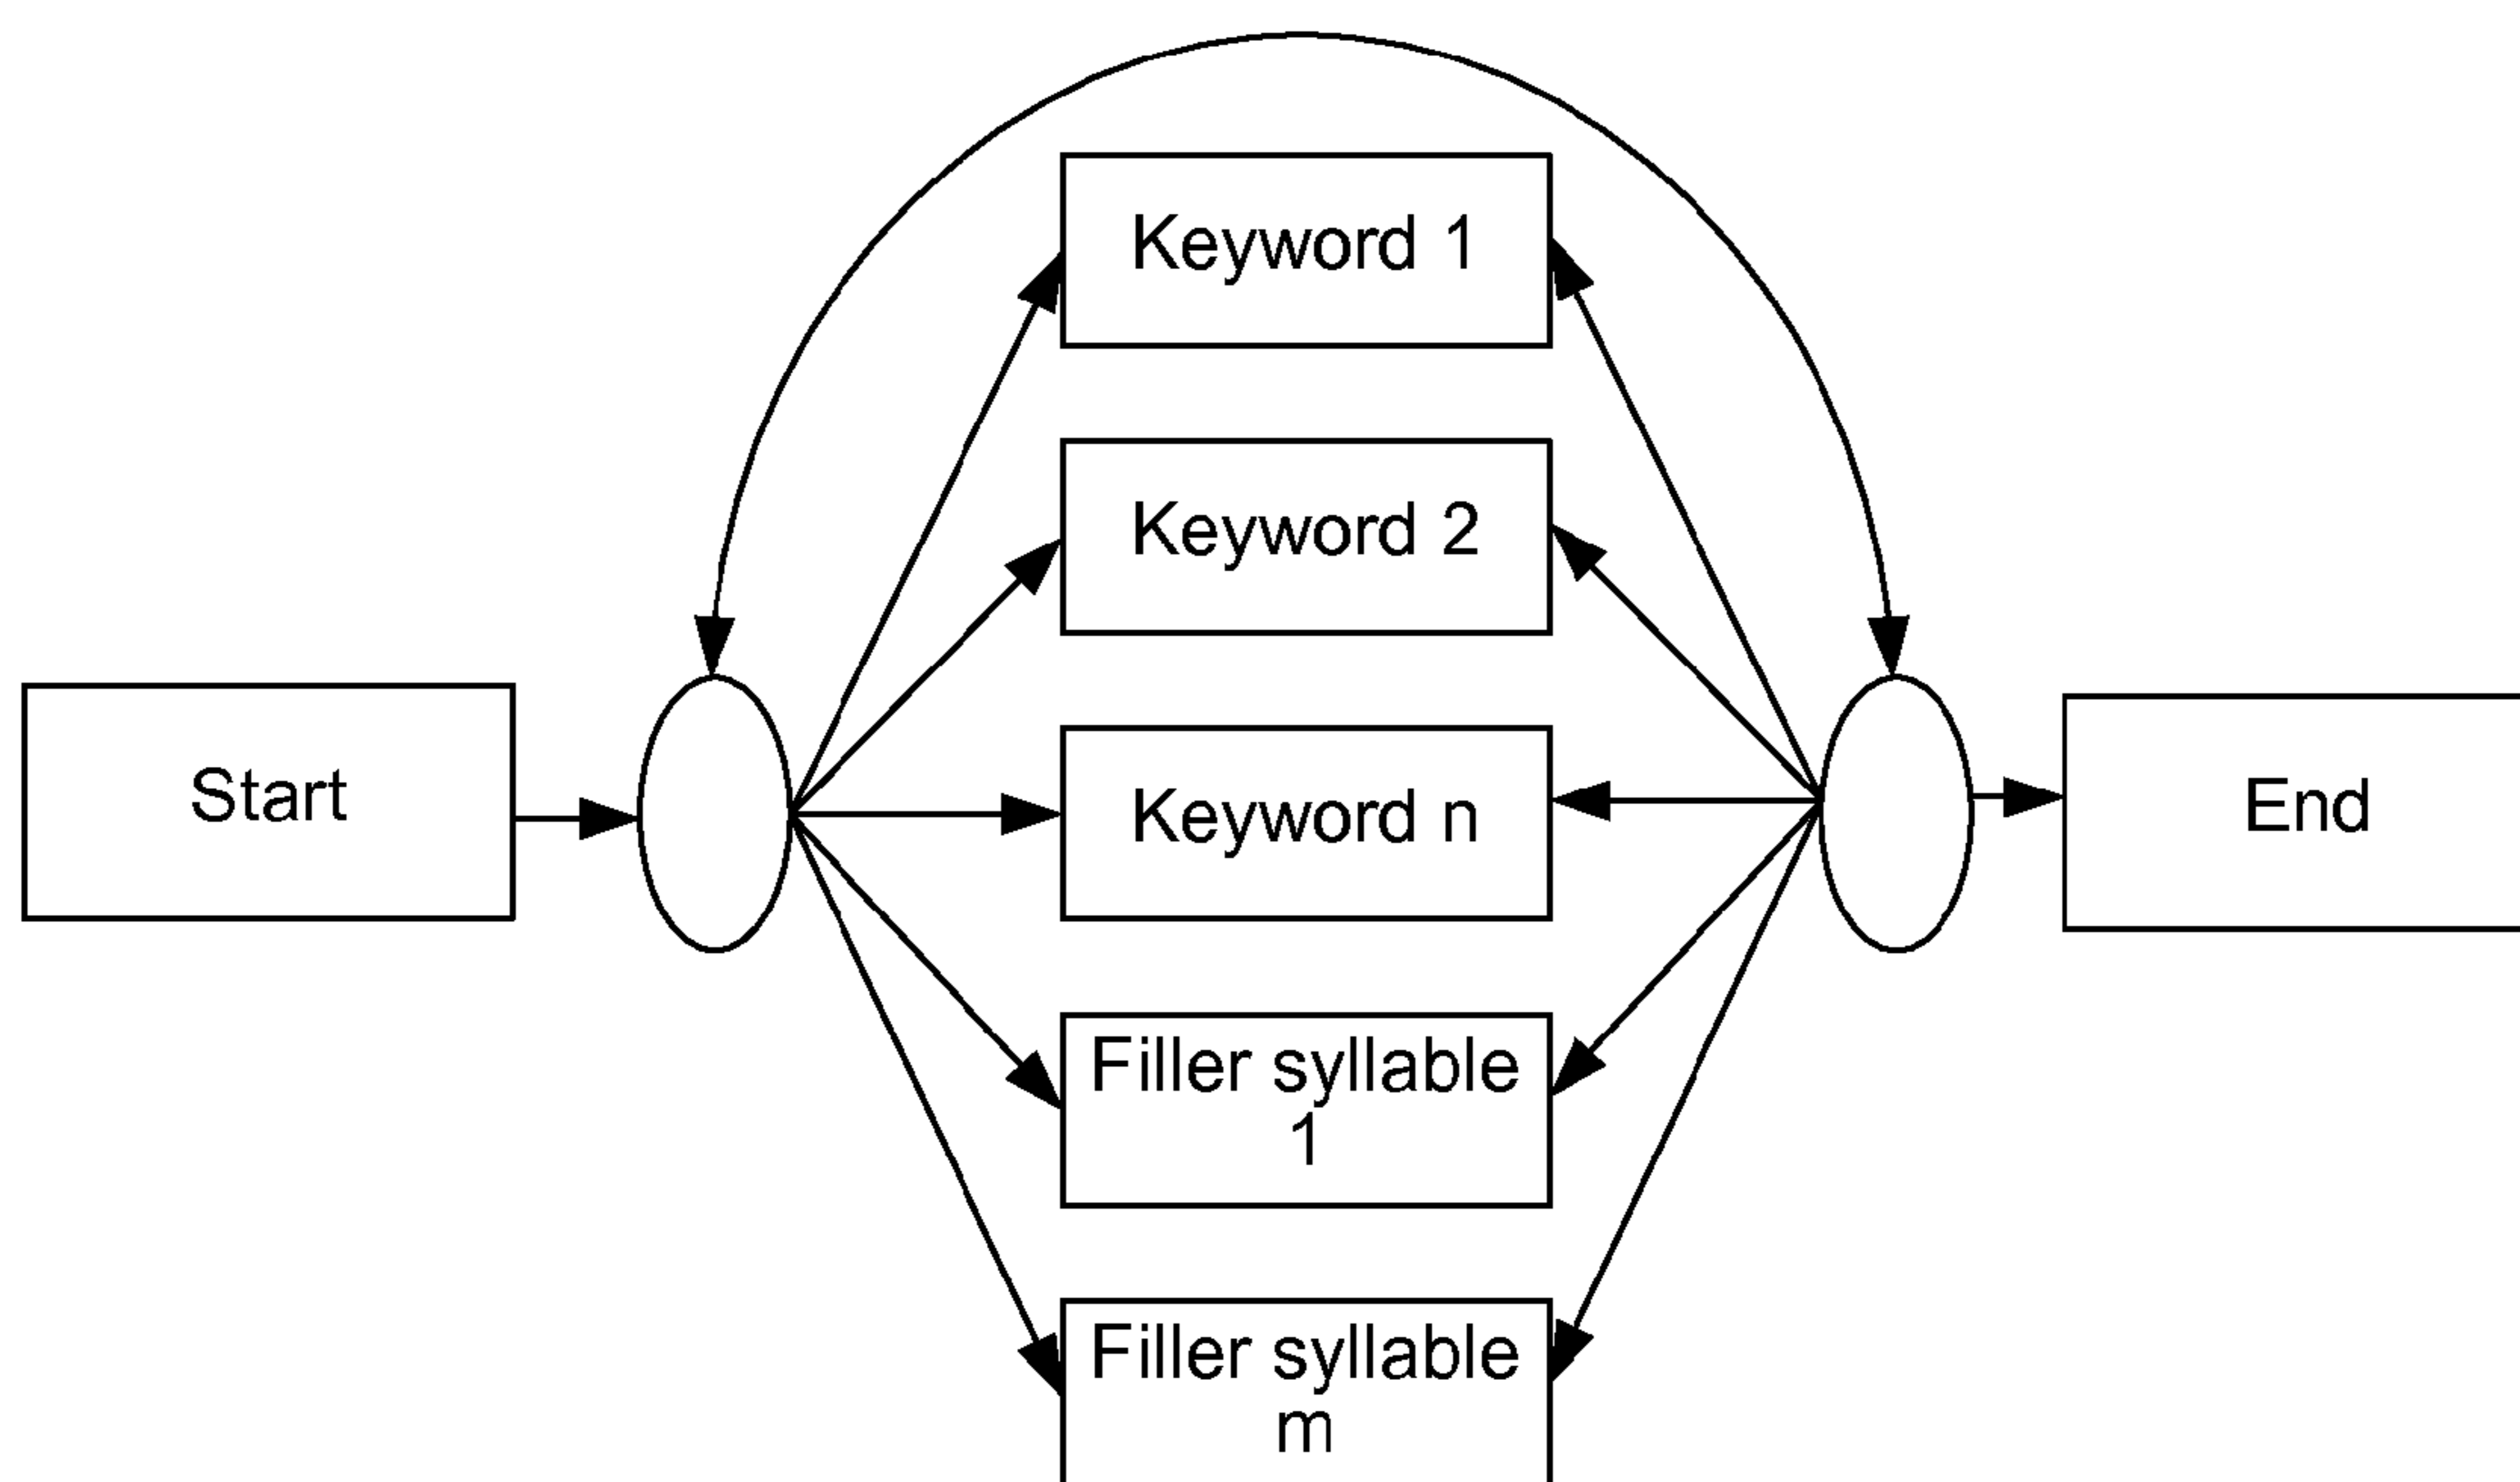 Keyword 1
Keyword 2
Start
Keyword n
End
Filler syllable
1
Filler syllable
m